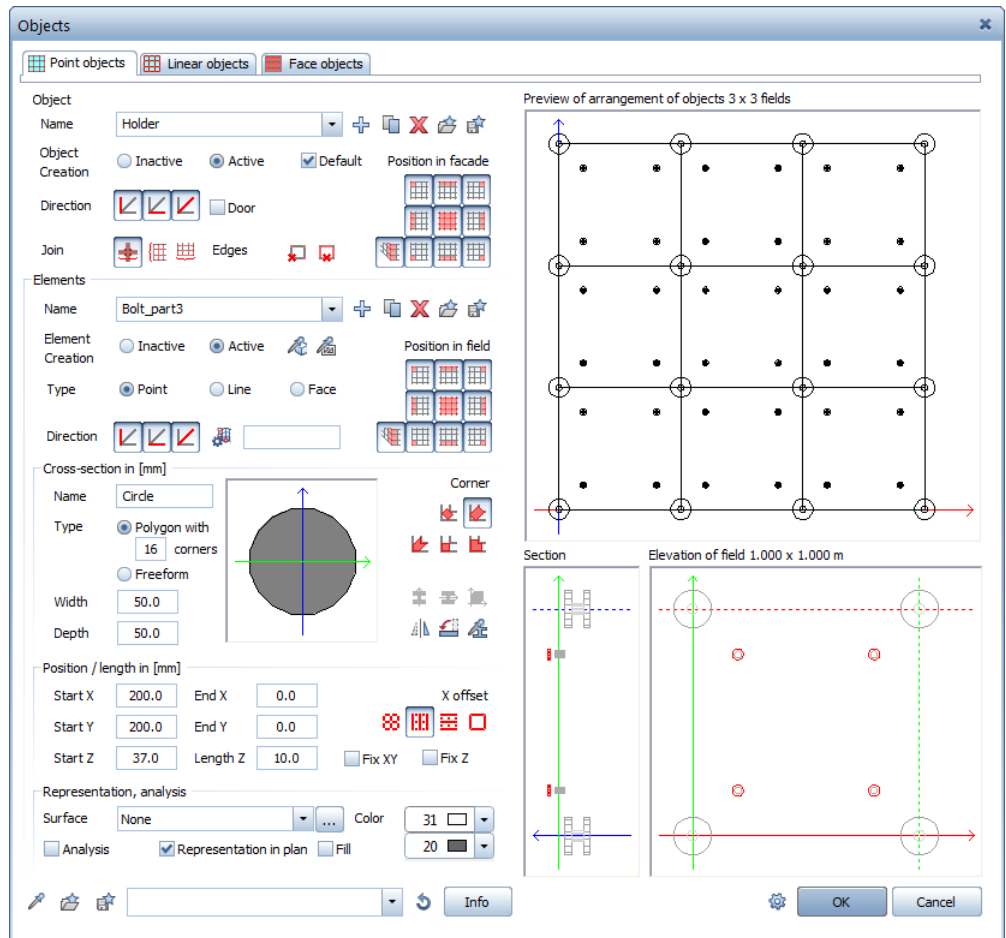 Objects
Point objects Linear objects Face objects
Object
Name Holder
Object Creation Inactive Active Default Position in facade
Direction Door
Join Edges
Elements
Name Bolt_part3
Element Creation Inactive Active Position in field
Type Point Line Face
Direction
Cross-section in [mm]
Name Circle Corner
Type Polygon with
16 corners
Freeform
Width 50.0
Depth 50.0
Position / length in [mm]
Start X 200.0 End X 0.0 X offset
Start Y 200.0 End Y 0.0
Start Z 37.0 Length Z 10.0 Fix XY Fix Z
Representation, analysis
Surface None ... Color 31
Analysis Representation in plan Fill 20
Preview of arrangement of objects 3 x 3 fields
Section Elevation of field 1.000 x 1.000 m
Info OK Cancel